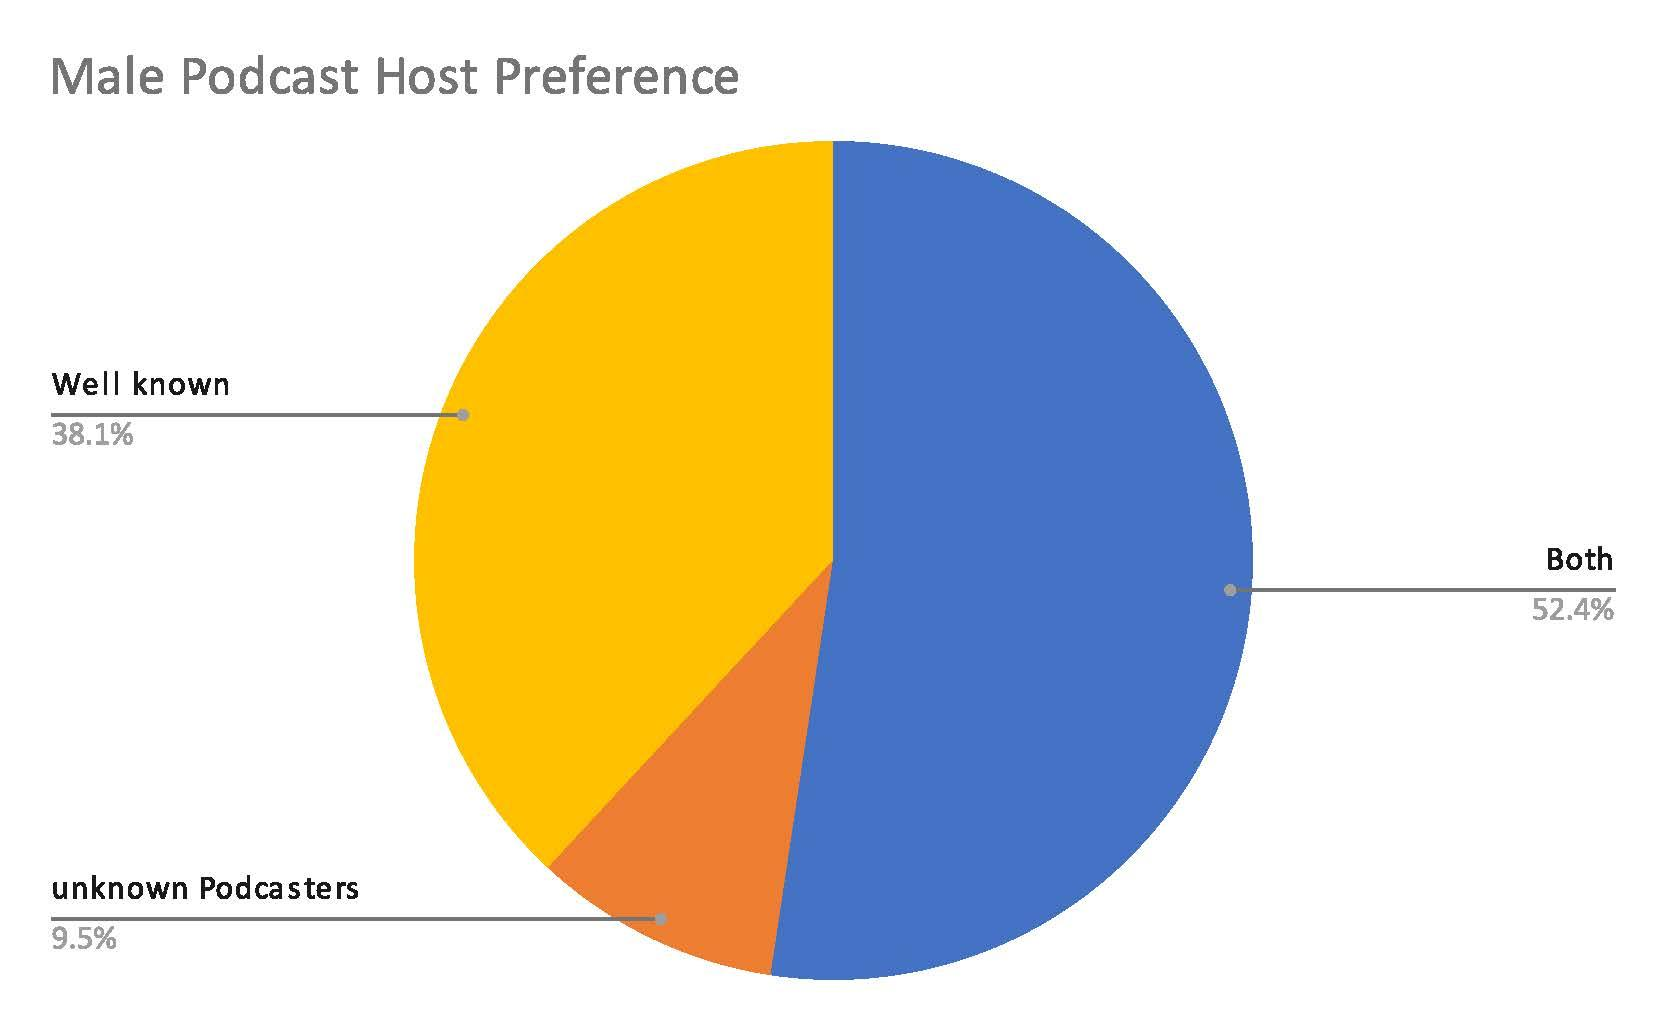 Male Podcast Host Preference
Well known
38.1%
Both
52.4%
unknown Podcasters
9.5%